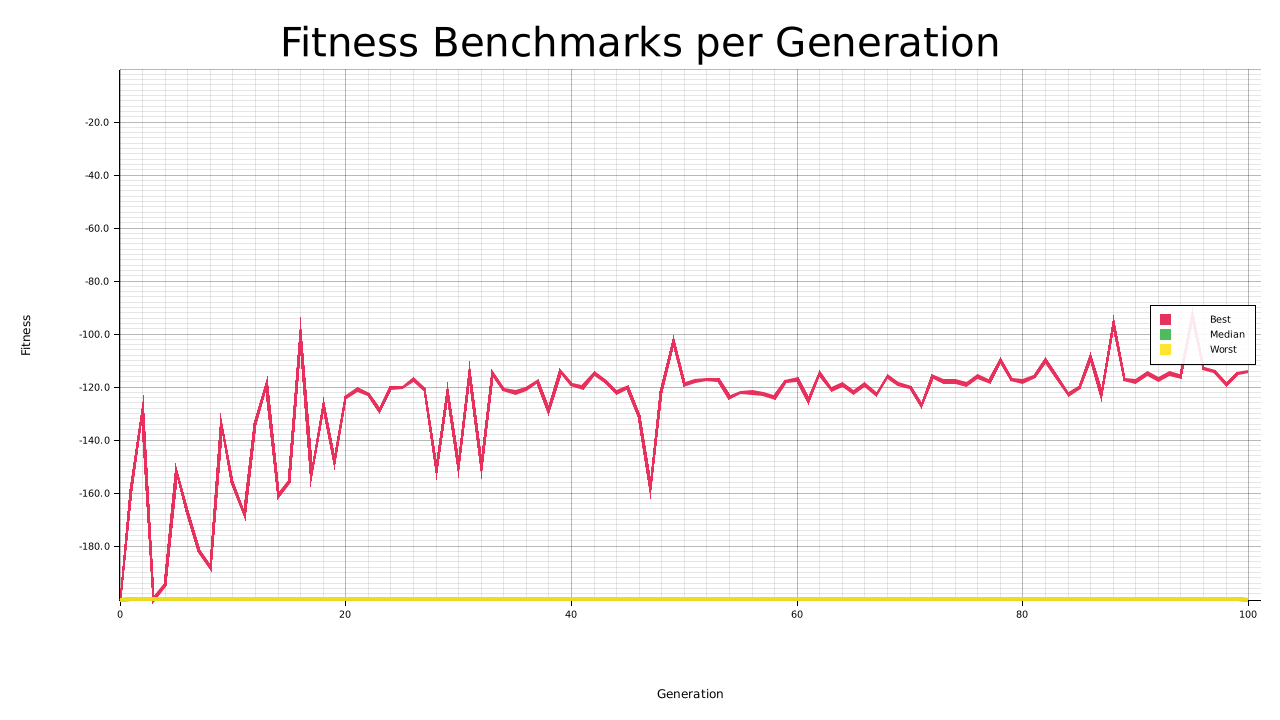 Fitness Benchmarks per Generation
-20.0
-40.0
-60.0
-80.0
-100.0
-120.0
-140.0
-160.0
-180.0
Fitness
Best
Median
Worst
0 20 40 60 80 100
Generation